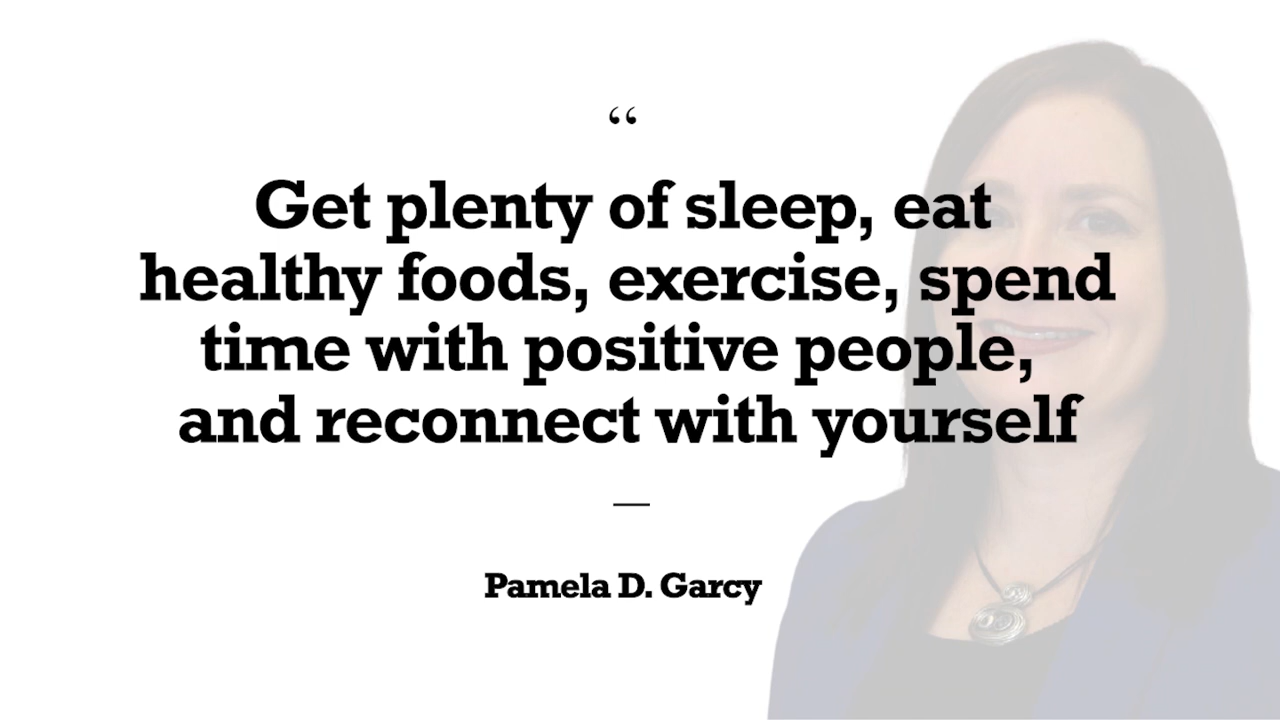 “
Get plenty of sleep, eat
healthy foods, exercise, spend
time with positive people,
and reconnect with yourself
—
Pamela D. Garcy